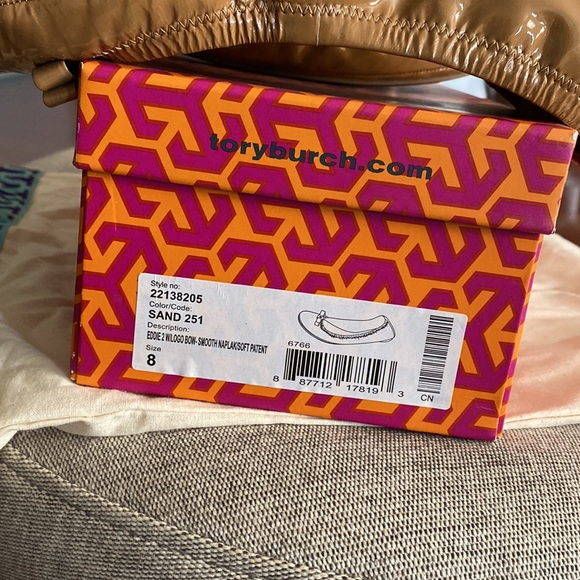 toryburch.com
Style no:
22138205
Color/Code:
SAND 251
Description:
EDDIE 2 W/LOGO BOW- SMOOTH NAPLAK/SOFT PATENT
Size
8
6766
8 87712 17819 3
CN